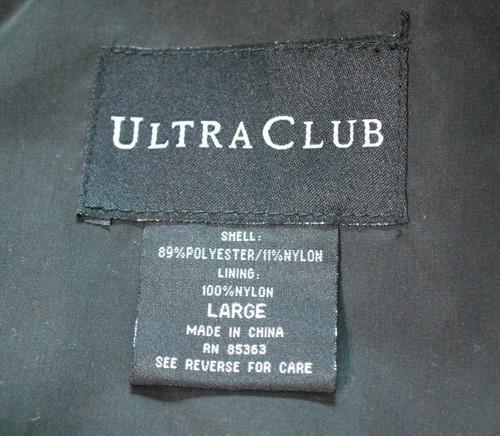 ULTRACLUB
SHELL:
89%POLYESTER/11%NYLON
LINING:
100%NYLON
LARGE
MADE IN CHINA
RN 85363
SEE REVERSE FOR CARE